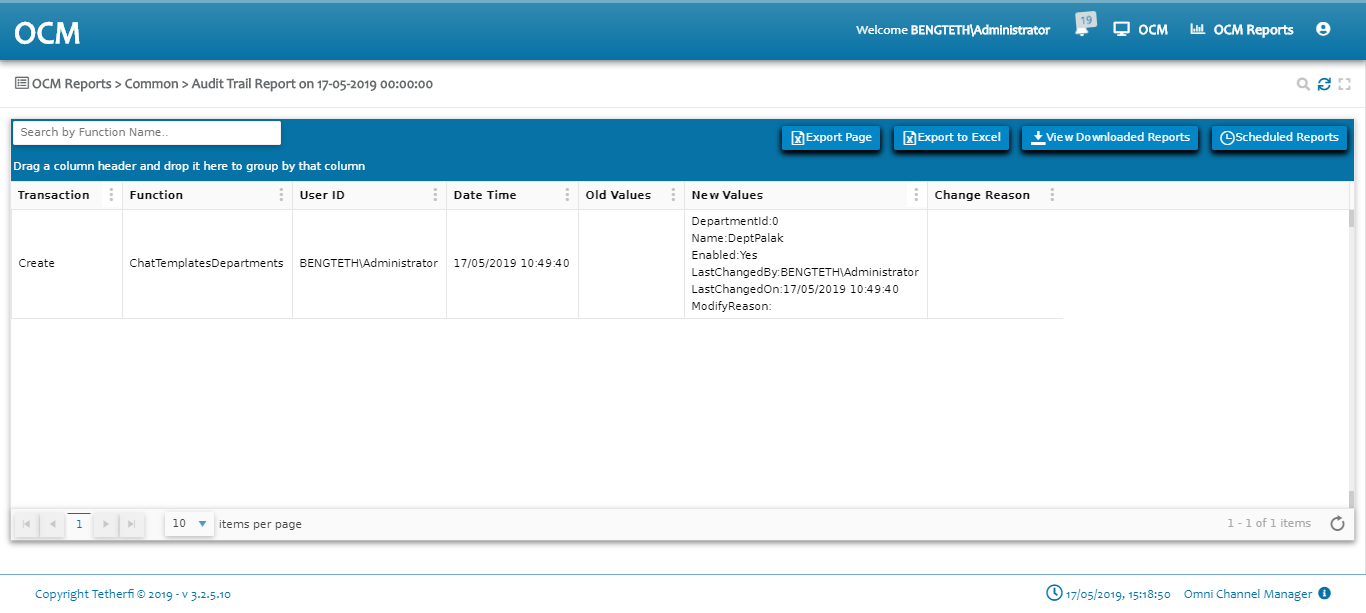 OCM
Welcome BENGTETH\Administrator
19
OCM
OCM Reports
OCM Reports > Common > Audit Trail Report on 17-05-2019 00:00:00
Search by Function Name..
Export Page
Export to Excel
View Downloaded Reports
Scheduled Reports
Drag a column header and drop it here to group by that column
Transaction Function User ID Date Time Old Values New Values Change Reason
Create ChatTemplatesDepartments BENGTETH\Administrator 17/05/2019 10:49:40
DepartmentId:0
Name:DeptPalak
Enabled:Yes
LastChangedBy:BENGTETH\Administrator
LastChangedOn:17/05/2019 10:49:40
ModifyReason:
1 10 items per page 1 - 1 of 1 items
Copyright Tetherfi © 2019 - v 3.2.5.10
17/05/2019, 15:18:50 Omni Channel Manager